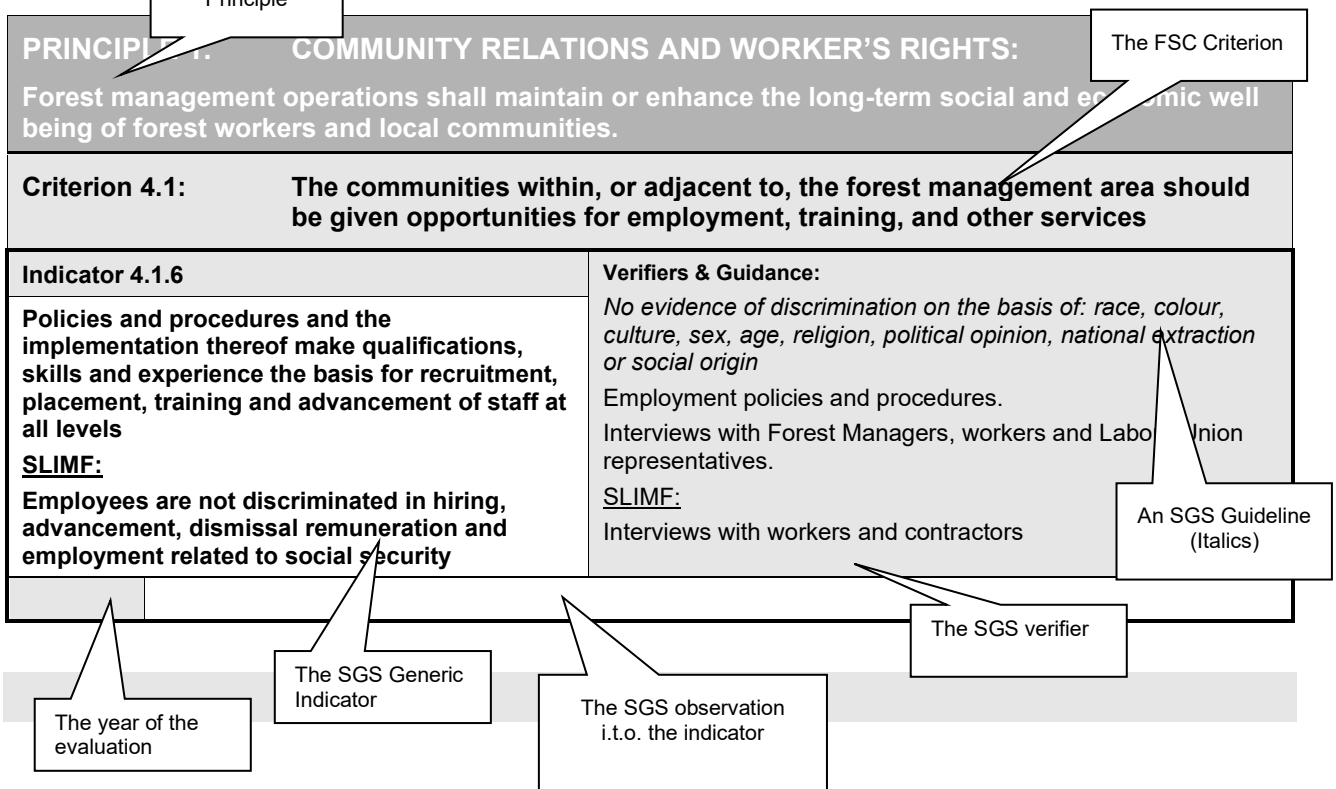 Principle
PRINCIPLE 1: COMMUNITY RELATIONS AND WORKER'S RIGHTS:
The FSC Criterion
Forest management operations shall maintain or enhance the long-term social and economic well
being of forest workers and local communities.
Criterion 4.1: The communities within, or adjacent to, the forest management area should
be given opportunities for employment, training, and other services
Indicator 4.1.6
Policies and procedures and the
implementation thereof make qualifications,
skills and experience the basis for recruitment,
placement, training and advancement of staff at
all levels
SLIMF:
Employees are not discriminated in hiring,
advancement, dismissal remuneration and
employment related to social security
Verifiers & Guidance:
No evidence of discrimination on the basis of: race, colour,
culture, sex, age, religion, political opinion, national extraction
or social origin
Employment policies and procedures.
Interviews with Forest Managers, workers and Labour Union
representatives.
SLIMF:
Interviews with workers and contractors
An SGS Guideline
(Italics)
The SGS verifier
The SGS Generic
Indicator
The SGS observation
i.t.o. the indicator
The year of the
evaluation